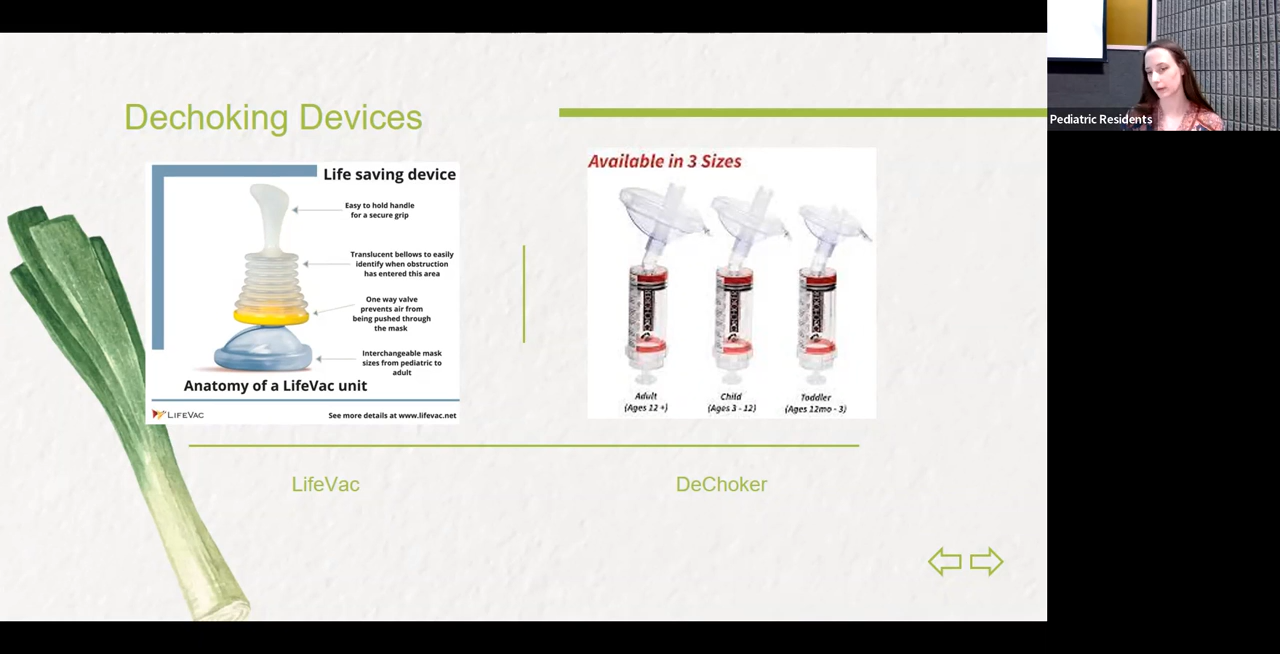 Dechoking Devices
Life saving device
Easy to hold handle
for a secure grip
Translucent bellows to easily
identify when obstruction
has entered this area
One way valve
prevents air from
being pushed through
the mask
Interchangeable mask
sizes from pediatric to
adult
Anatomy of a LifeVac unit
LIFEVAC
See more details at www.lifevac.net
Available in 3 Sizes
Adult
(Ages 12 +)
Child
(Ages 3 - 12)
Toddler
(Ages 12mo - 3)
LifeVac
DeChoker
Pediatric Residents